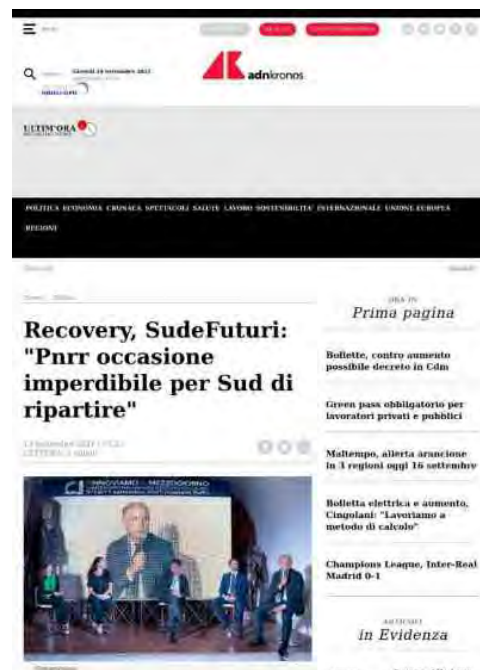 adnkronos
ULTIM'ORA
POLITICA ECONOMIA CRONACA SPETTACOLI SALUTE LAVORO SOSTENIBILITA' INTERNAZIONALE UNIONE EUROPEA
REGIONI
Recovery, SudeFuturi:
"Pnrr occasione
imperdibile per Sud di
ripartire"
ORA IN
Prima pagina
Bollette, contro aumento
possibile decreto in Cdm
Green pass obbligatorio per
lavoratori privati e pubblici
Maltempo, allerta arancione
in 3 regioni oggi 16 settembre
Bolletta elettrica e aumento,
Cingolani: "Lavoriamo a
metodo di calcolo"
Champions League, Inter-Real
Madrid 0-1
ARTICOLI
in Evidenza